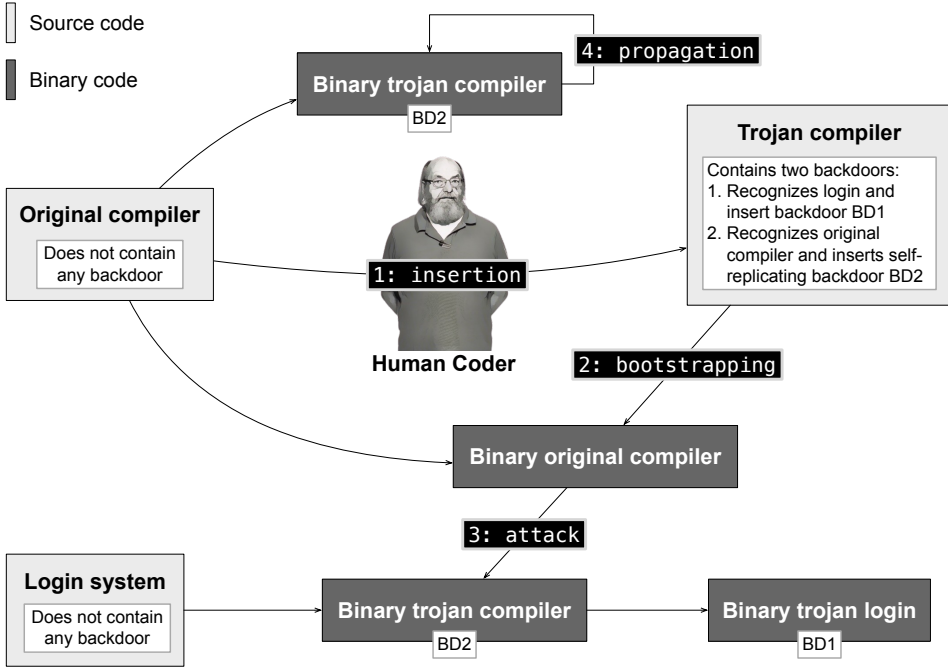 Source code
Binary code
4: propagation
Binary trojan compiler
BD2
Trojan compiler
Contains two backdoors:
1. Recognizes login and
insert backdoor BD1
2. Recognizes original
compiler and inserts self-
replicating backdoor BD2
Original compiler
Does not contain
any backdoor
1: insertion
Human Coder
2: bootstrapping
Binary original compiler
3: attack
Login system
Does not contain
any backdoor
Binary trojan compiler
BD2
Binary trojan login
BD1